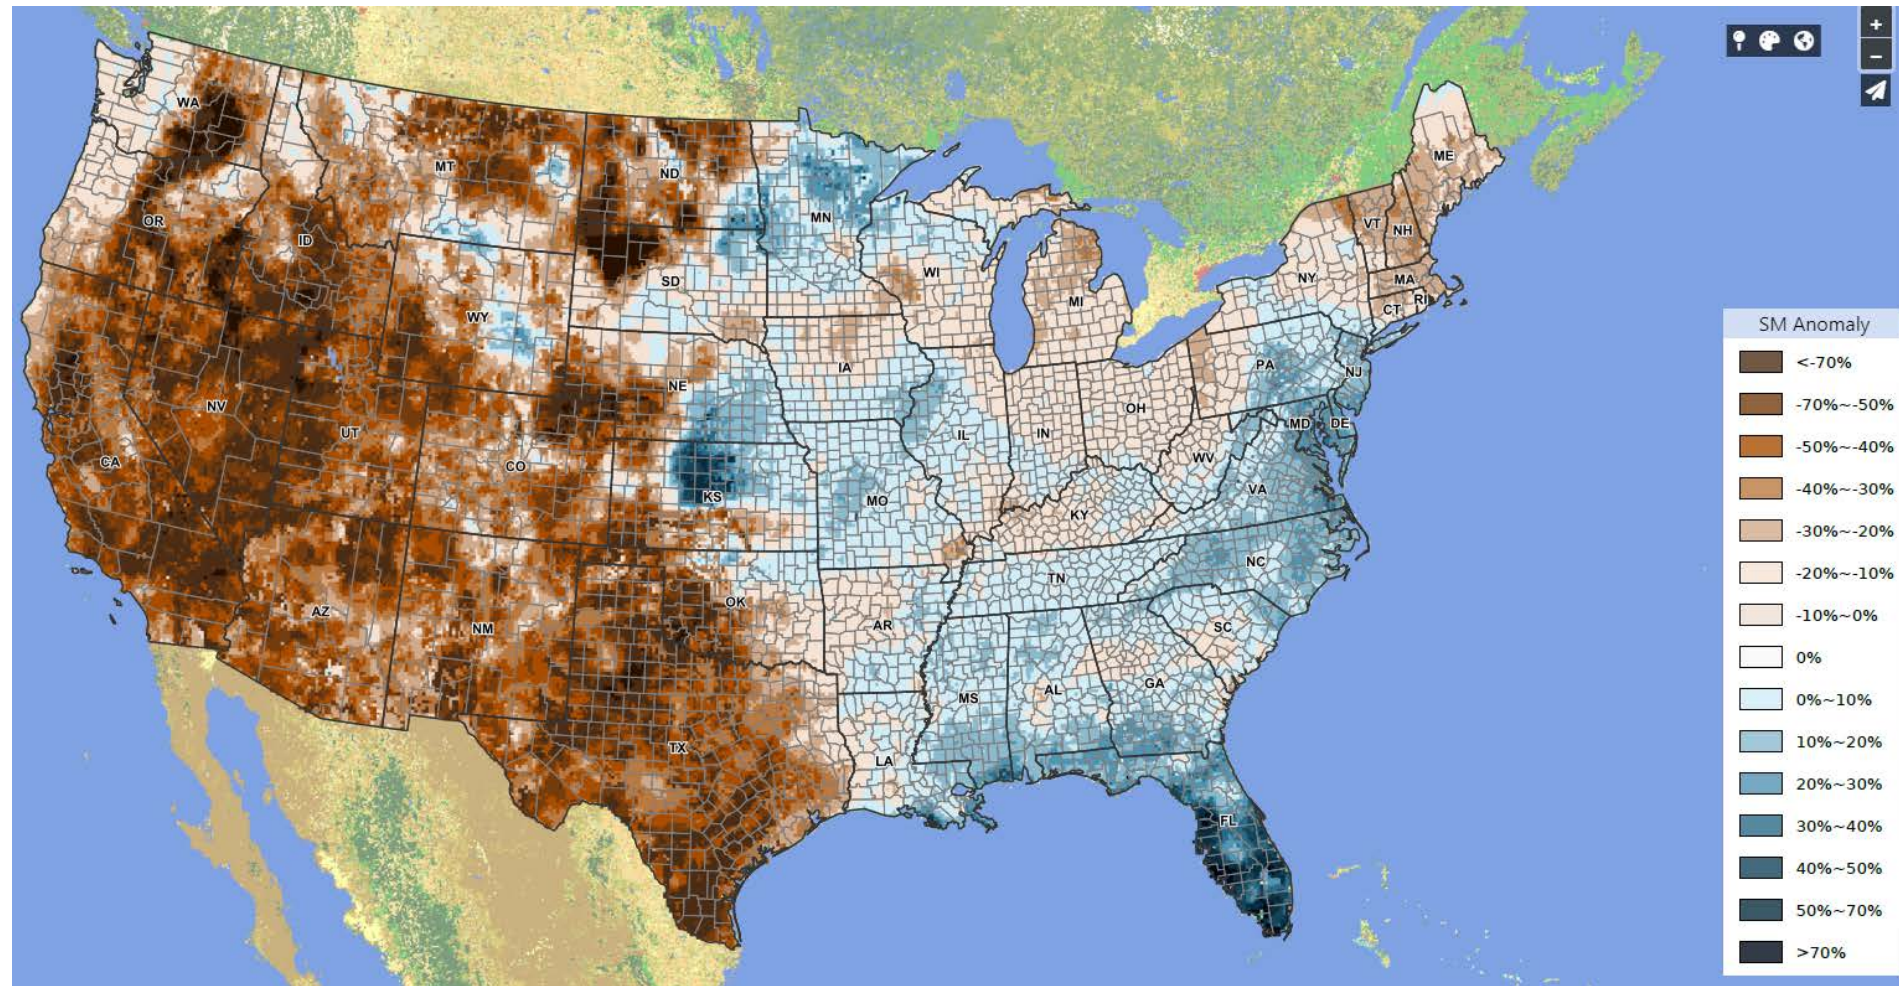 +
−
WA
MT
ND
ME
OR
ID
MN
VT
NH
SD
WI
NY
MA
WY
MI
CT
RI
SM Anomaly
<-70%
-70%~-50%
-50%~-40%
-40%~-30%
-30%~-20%
-20%~-10%
-10%~0%
0%
0%~10%
10%~20%
20%~30%
30%~40%
40%~50%
50%~70%
>70%
NE
IA
PA
NJ
NV
UT
OH
IL
IN
MD
DE
CA
CO
WV
KS
MO
VA
KY
NC
AZ
NM
OK
TN
AR
SC
TX
MS
AL
GA
LA
FL